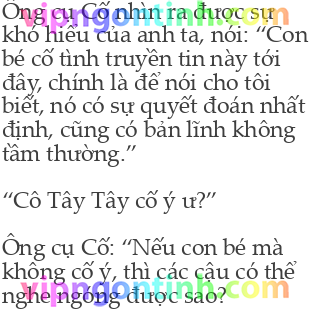 Ông cụ Cố nhìn ra được sự
khó hiểu của anh ta, nói: “Con
bé cố tình truyền tin này tới
đây, chính là để nói cho tôi
biết, nó có sự quyết đoán nhất
định, cũng có bản lĩnh không
tầm thường.”
“Cô Tây Tây cố ý ư?”
Ông cụ Cố: “Nếu con bé mà
không cố ý, thì các cậu có thể
nghe ngóng được sao?
vipngontinh.com
vipngontinh.com